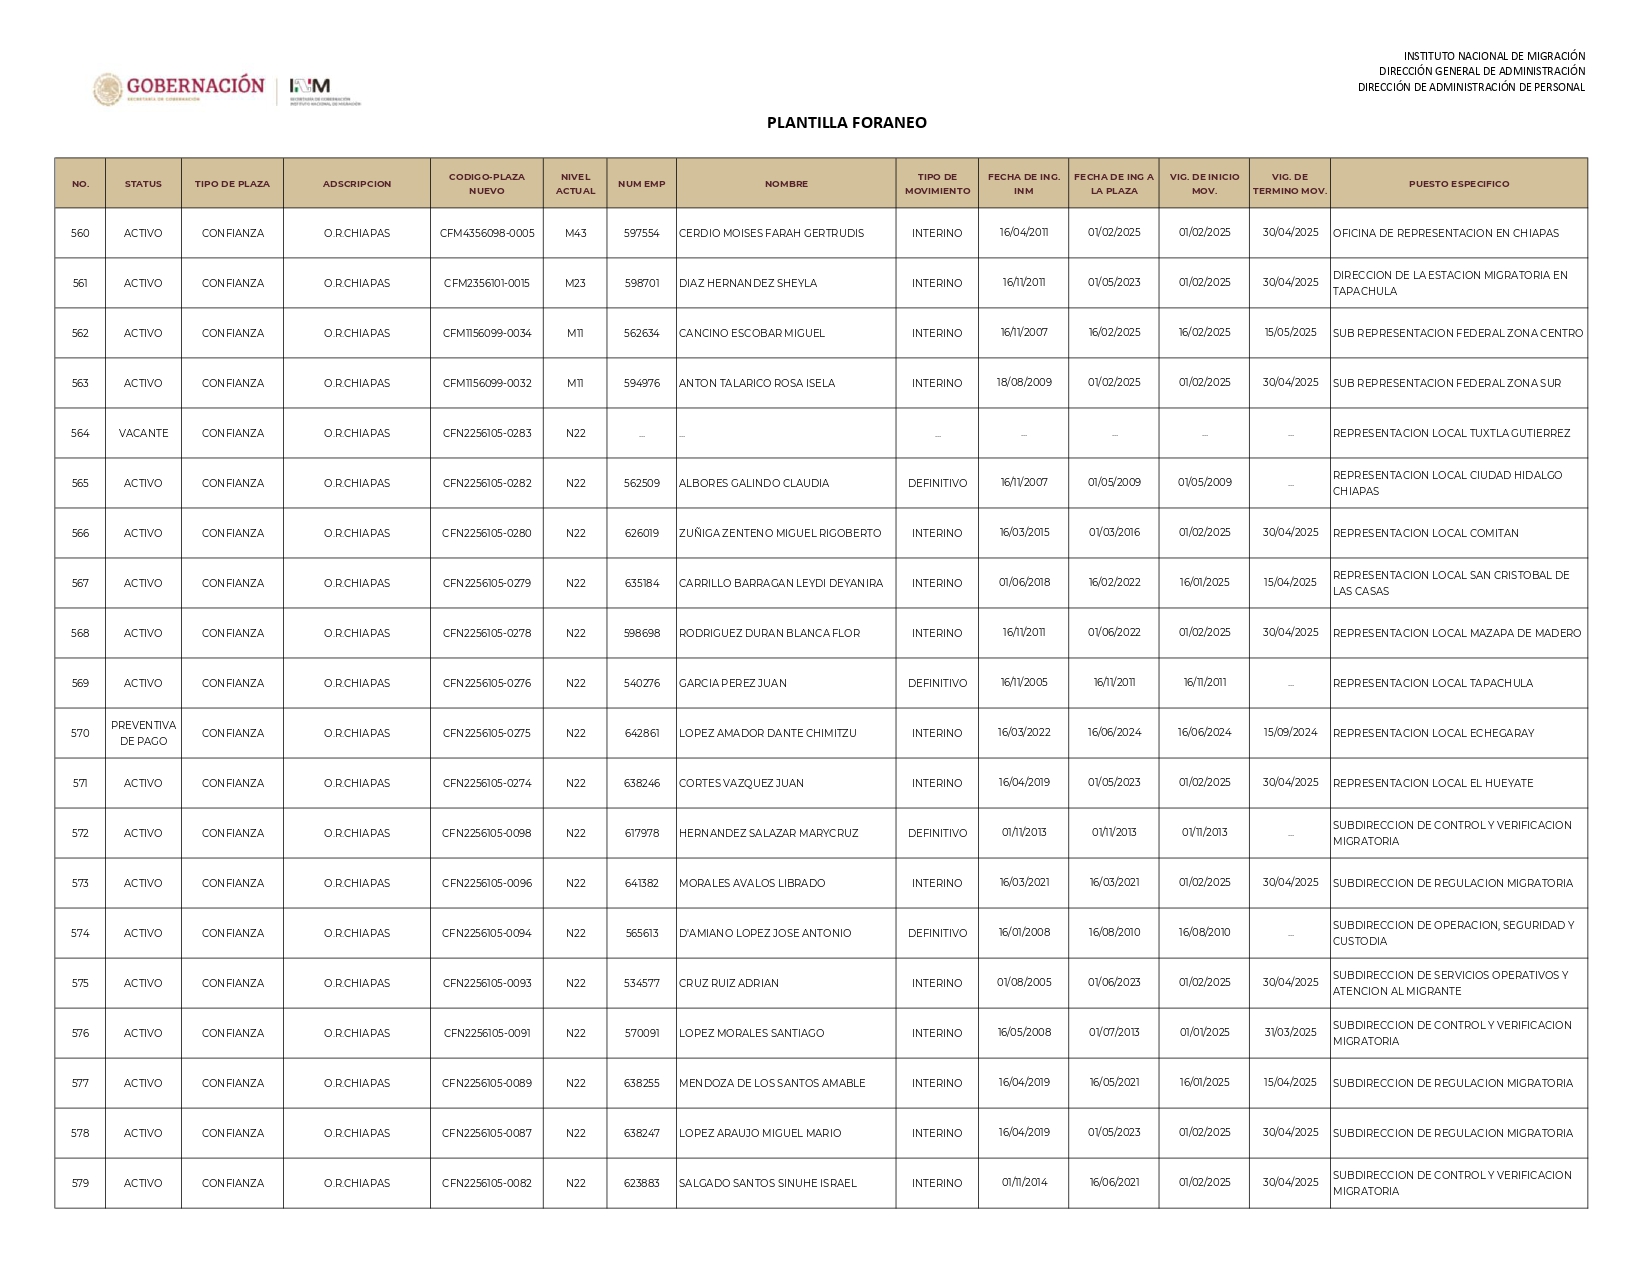 INSTITUTO NACIONAL DE MIGRACIÓN
DIRECCIÓN GENERAL DE ADMINISTRACIÓN
DIRECCIÓN DE ADMINISTRACIÓN DE PERSONAL
GOBERNACIÓN
SECRETARÍA DE GOBERNACIÓN
INM
SECRETARÍA DE GOBERNACIÓN
INSTITUTO NACIONAL DE MIGRACIÓN
PLANTILLA FORANEO
NO. STATUS TIPO DE PLAZA ADSCRIPCION CODIGO-PLAZA NUEVO NIVEL ACTUAL NUM EMP NOMBRE TIPO DE MOVIMIENTO FECHA DE ING. INM FECHA DE ING A LA PLAZA VIG. DE INICIO MOV. VIG. DE TERMINO MOV. PUESTO ESPECIFICO
560 ACTIVO CONFIANZA O.R.CHIAPAS CFM4356098-0005 M43 597554 CERDIO MOISES FARAH GERTRUDIS INTERINO 16/04/2011 01/02/2025 01/02/2025 30/04/2025 OFICINA DE REPRESENTACION EN CHIAPAS
561 ACTIVO CONFIANZA O.R.CHIAPAS CFM2356101-0015 M23 598701 DIAZ HERNANDEZ SHEYLA INTERINO 16/11/2011 01/05/2023 01/02/2025 30/04/2025 DIRECCION DE LA ESTACION MIGRATORIA EN TAPACHULA
562 ACTIVO CONFIANZA O.R.CHIAPAS CFM1156099-0034 M11 562634 CANCINO ESCOBAR MIGUEL INTERINO 16/11/2007 16/02/2025 16/02/2025 15/05/2025 SUB REPRESENTACION FEDERAL ZONA CENTRO
563 ACTIVO CONFIANZA O.R.CHIAPAS CFM1156099-0032 M11 594976 ANTON TALARICO ROSA ISELA INTERINO 18/08/2009 01/02/2025 01/02/2025 30/04/2025 SUB REPRESENTACION FEDERAL ZONA SUR
564 VACANTE CONFIANZA O.R.CHIAPAS CFN2256105-0283 N22 ... ... ... ... ... ... ... REPRESENTACION LOCAL TUXTLA GUTIERREZ
565 ACTIVO CONFIANZA O.R.CHIAPAS CFN2256105-0282 N22 562509 ALBORES GALINDO CLAUDIA DEFINITIVO 16/11/2007 01/05/2009 01/05/2009 ... REPRESENTACION LOCAL CIUDAD HIDALGO CHIAPAS
566 ACTIVO CONFIANZA O.R.CHIAPAS CFN2256105-0280 N22 626019 ZUÑIGA ZENTENO MIGUEL RIGOBERTO INTERINO 16/03/2015 01/03/2016 01/02/2025 30/04/2025 REPRESENTACION LOCAL COMITAN
567 ACTIVO CONFIANZA O.R.CHIAPAS CFN2256105-0279 N22 635184 CARRILLO BARRAGAN LEYDI DEYANIRA INTERINO 01/06/2018 16/02/2022 16/01/2025 15/04/2025 REPRESENTACION LOCAL SAN CRISTOBAL DE LAS CASAS
568 ACTIVO CONFIANZA O.R.CHIAPAS CFN2256105-0278 N22 598698 RODRIGUEZ DURAN BLANCA FLOR INTERINO 16/11/2011 01/06/2022 01/02/2025 30/04/2025 REPRESENTACION LOCAL MAZAPA DE MADERO
569 ACTIVO CONFIANZA O.R.CHIAPAS CFN2256105-0276 N22 540276 GARCIA PEREZ JUAN DEFINITIVO 16/11/2005 16/11/2011 16/11/2011 ... REPRESENTACION LOCAL TAPACHULA
570 PREVENTIVA DE PAGO CONFIANZA O.R.CHIAPAS CFN2256105-0275 N22 642861 LOPEZ AMADOR DANTE CHIMITZU INTERINO 16/03/2022 16/06/2024 16/06/2024 15/09/2024 REPRESENTACION LOCAL ECHEGARAY
571 ACTIVO CONFIANZA O.R.CHIAPAS CFN2256105-0274 N22 638246 CORTES VAZQUEZ JUAN INTERINO 16/04/2019 01/05/2023 01/02/2025 30/04/2025 REPRESENTACION LOCAL EL HUEYATE
572 ACTIVO CONFIANZA O.R.CHIAPAS CFN2256105-0098 N22 617978 HERNANDEZ SALAZAR MARYCRUZ DEFINITIVO 01/11/2013 01/11/2013 01/11/2013 ... SUBDIRECCION DE CONTROL Y VERIFICACION MIGRATORIA
573 ACTIVO CONFIANZA O.R.CHIAPAS CFN2256105-0096 N22 641382 MORALES AVALOS LIBRADO INTERINO 16/03/2021 16/03/2021 01/02/2025 30/04/2025 SUBDIRECCION DE REGULACION MIGRATORIA
574 ACTIVO CONFIANZA O.R.CHIAPAS CFN2256105-0094 N22 565613 D'AMIANO LOPEZ JOSE ANTONIO DEFINITIVO 16/01/2008 16/08/2010 16/08/2010 ... SUBDIRECCION DE OPERACION, SEGURIDAD Y CUSTODIA
575 ACTIVO CONFIANZA O.R.CHIAPAS CFN2256105-0093 N22 534577 CRUZ RUIZ ADRIAN INTERINO 01/08/2005 01/06/2023 01/02/2025 30/04/2025 SUBDIRECCION DE SERVICIOS OPERATIVOS Y ATENCION AL MIGRANTE
576 ACTIVO CONFIANZA O.R.CHIAPAS CFN2256105-0091 N22 570091 LOPEZ MORALES SANTIAGO INTERINO 16/05/2008 01/07/2013 01/01/2025 31/03/2025 SUBDIRECCION DE CONTROL Y VERIFICACION MIGRATORIA
577 ACTIVO CONFIANZA O.R.CHIAPAS CFN2256105-0089 N22 638255 MENDOZA DE LOS SANTOS AMABLE INTERINO 16/04/2019 16/05/2021 16/01/2025 15/04/2025 SUBDIRECCION DE REGULACION MIGRATORIA
578 ACTIVO CONFIANZA O.R.CHIAPAS CFN2256105-0087 N22 638247 LOPEZ ARAUJO MIGUEL MARIO INTERINO 16/04/2019 01/05/2023 01/02/2025 30/04/2025 SUBDIRECCION DE REGULACION MIGRATORIA
579 ACTIVO CONFIANZA O.R.CHIAPAS CFN2256105-0082 N22 623883 SALGADO SANTOS SINUHE ISRAEL INTERINO 01/11/2014 16/06/2021 01/02/2025 30/04/2025 SUBDIRECCION DE CONTROL Y VERIFICACION MIGRATORIA